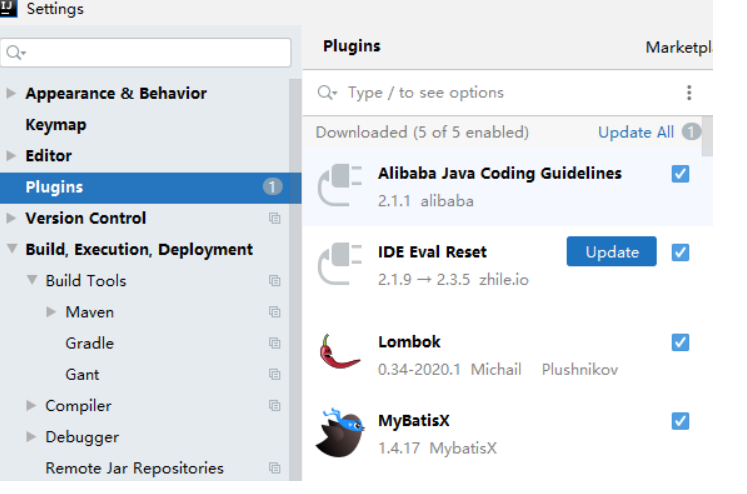 Settings
Appearance & Behavior
Keymap
Editor
Plugins
1
Version Control
Build, Execution, Deployment
Build Tools
Maven
Gradle
Gant
Compiler
Debugger
Remote Jar Repositories
Plugins
Marketpl
Type / to see options
Downloaded (5 of 5 enabled)
Update All 1
Alibaba Java Coding Guidelines
2.1.1 alibaba
IDE Eval Reset
Update
2.1.9 → 2.3.5 zhile.io
Lombok
0.34-2020.1 Michail Plushnikov
MyBatisX
1.4.17 MybatisX